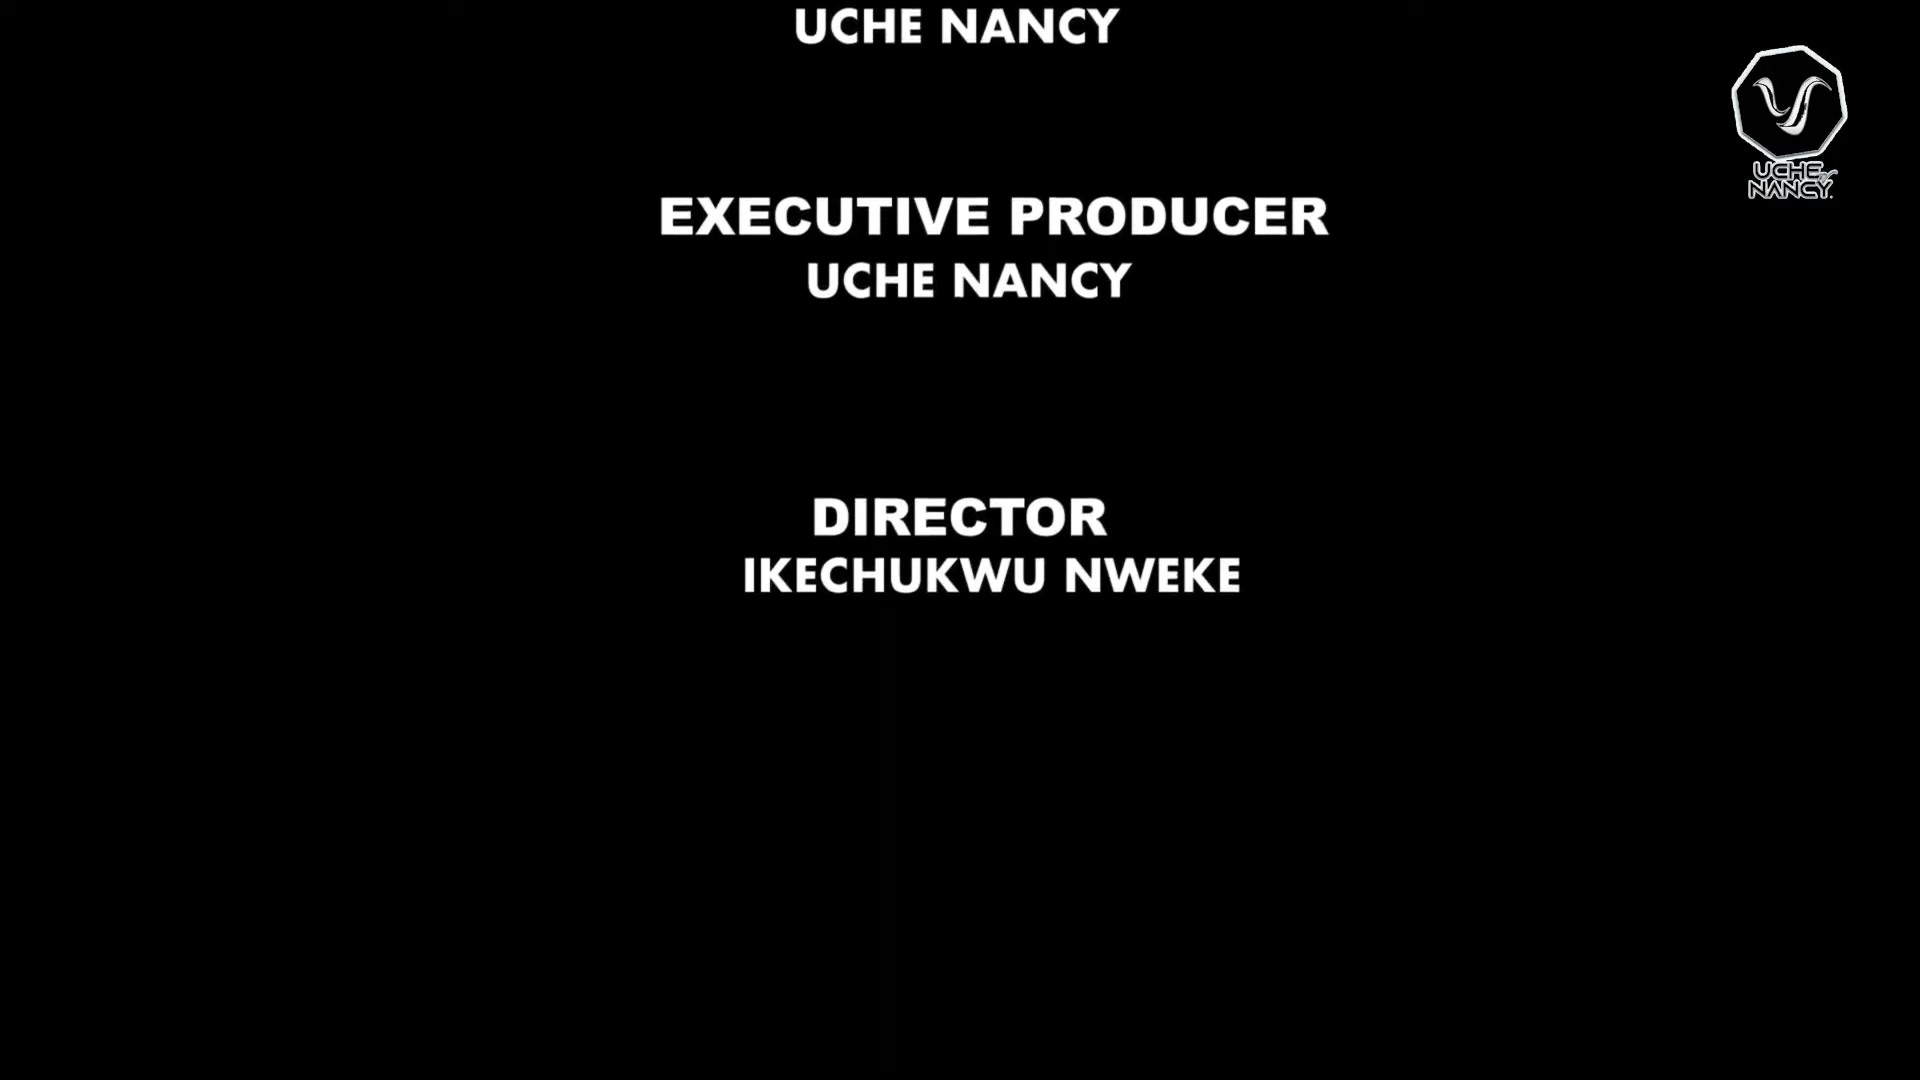 UCHE NANCY
EXECUTIVE PRODUCER
UCHE NANCY
DIRECTOR
IKECHUKWU NWEKE
UCHE
NANCY.